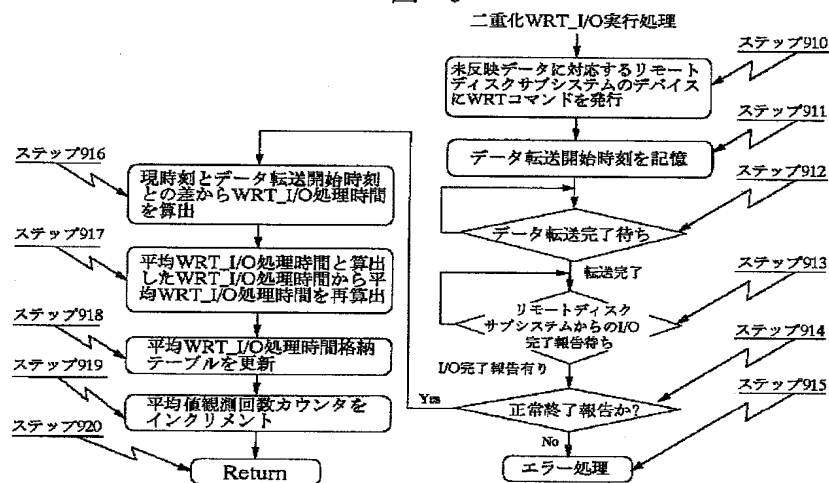 二重化WRT_I/O実行処理
ステップ910
未反映データに対応するリモート
ディスクサブシステムのデバイス
にWRTコマンドを発行
ステップ911
データ転送開始時刻を記憶
ステップ912
データ転送完了待ち
転送完了
ステップ913
リモートディスク
サブシステムからのI/O
完了報告待ち
ステップ914
I/O完了報告有り
正常終了報告か?
Yes
No
ステップ915
エラー処理
ステップ916
現時刻とデータ転送開始時刻
との差からWRT_I/O処理時間
を算出
ステップ917
平均WRT_I/O処理時間と算出
したWRT_I/O処理時間から平
均WRT_I/O処理時間を再算出
ステップ918
平均WRT_I/O処理時間格納
テーブルを更新
ステップ919
平均値観測回数カウンタを
インクリメント
ステップ920
Return